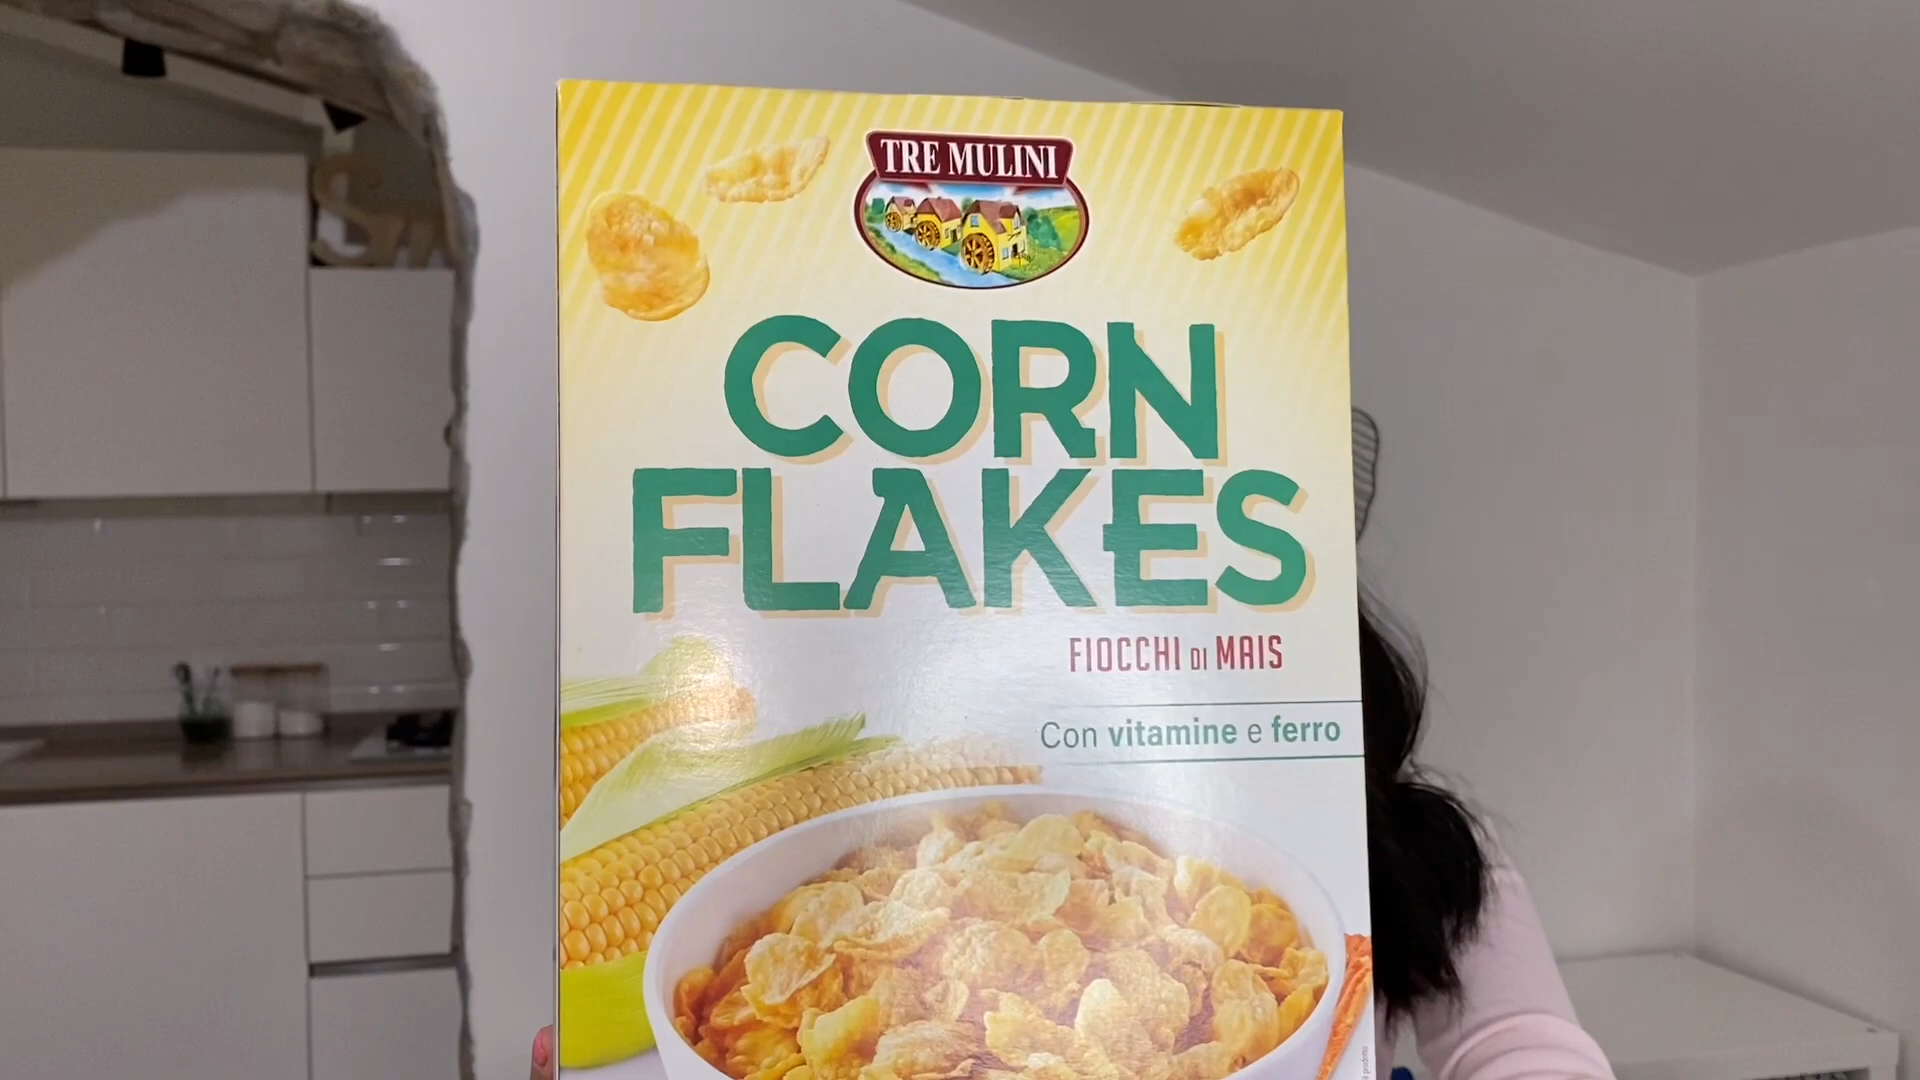 TRE MULINI
CORN
FLAKES
FIOCCHI DI MAIS
Con vitamine e ferro